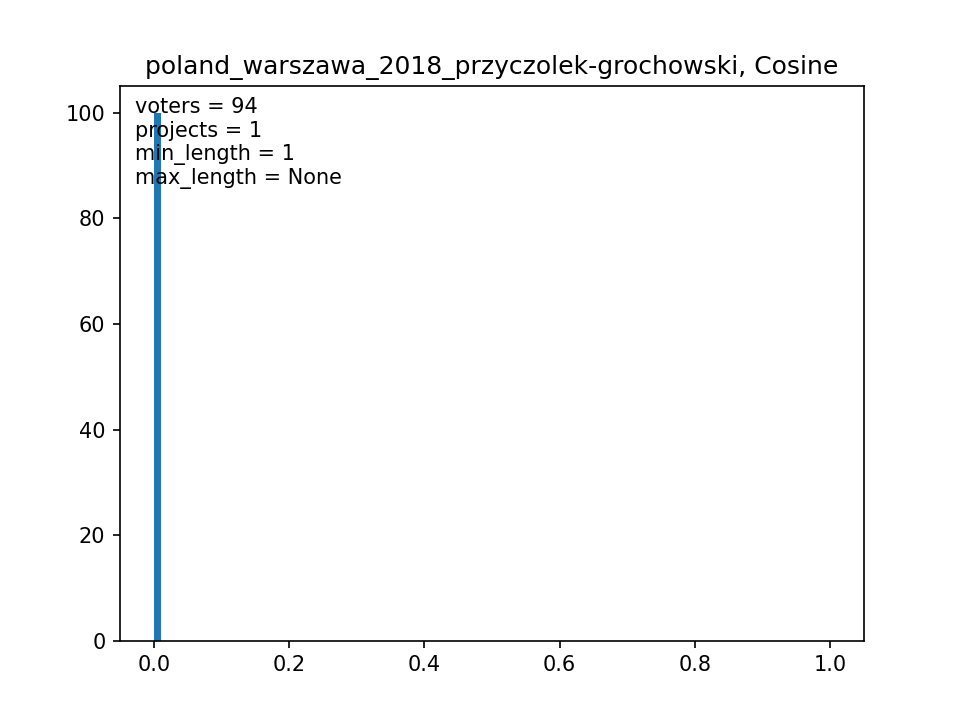 poland_warszawa_2018_przyczolek-grochowski, Cosine
voters = 94
projects = 1
min_length = 1
max_length = None
100
80
60
40
20
0
0.0 0.2 0.4 0.6 0.8 1.0